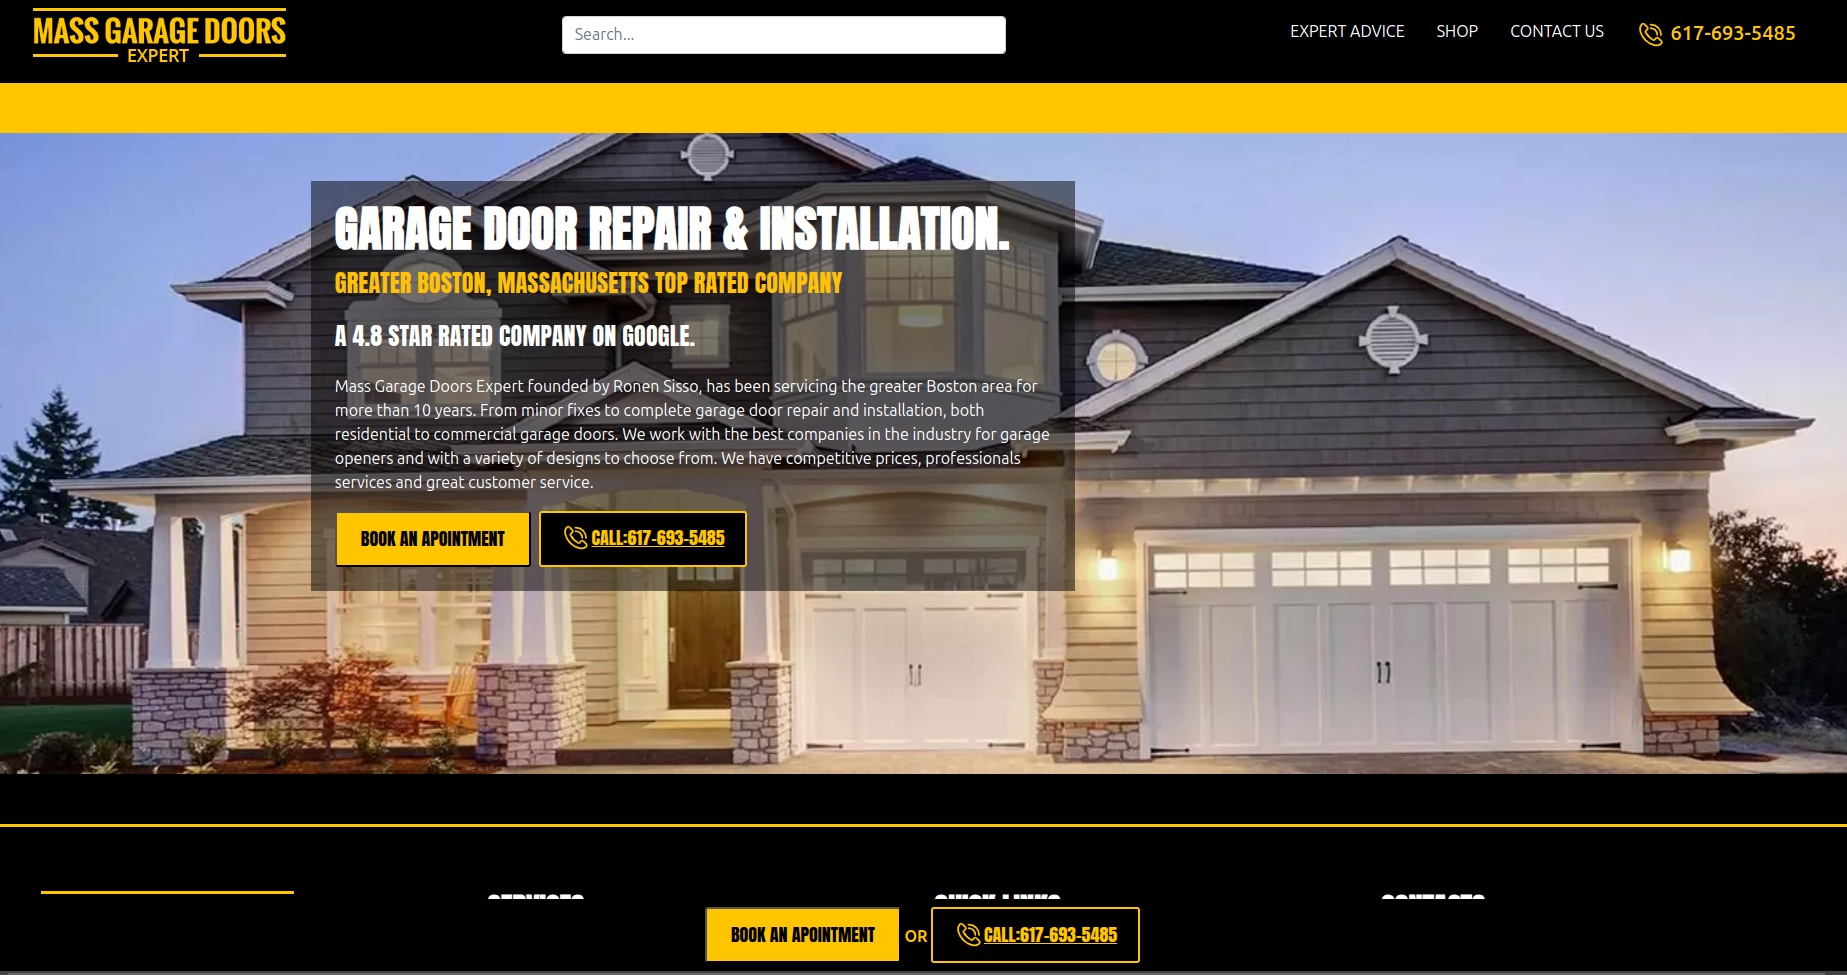 MASS GARAGE DOORS
EXPERT
Search...
EXPERT ADVICE
SHOP
CONTACT US
617-693-5485
GARAGE DOOR REPAIR & INSTALLATION.
GREATER BOSTON, MASSACHUSETTS TOP RATED COMPANY
A 4.8 STAR RATED COMPANY ON GOOGLE.
Mass Garage Doors Expert founded by Ronen Sisso, has been servicing the greater Boston area for
more than 10 years. From minor fixes to complete garage door repair and installation, both
residential to commercial garage doors. We work with the best companies in the industry for garage
openers and with a variety of designs to choose from. We have competitive prices, professionals
services and great customer service.
BOOK AN APOINTMENT
CALL:617-693-5485
SERVICES
QUICK LINKS
CONTACTS
BOOK AN APOINTMENT
OR
CALL:617-693-5485